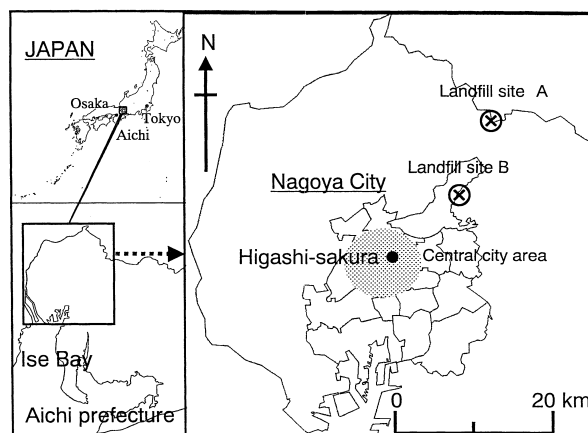 JAPAN
Osaka
Tokyo
Aichi
Ise Bay
Aichi prefecture
N
Landfill site A
Landfill site B
Nagoya City
Higashi-sakura
Central city area
0
20 km